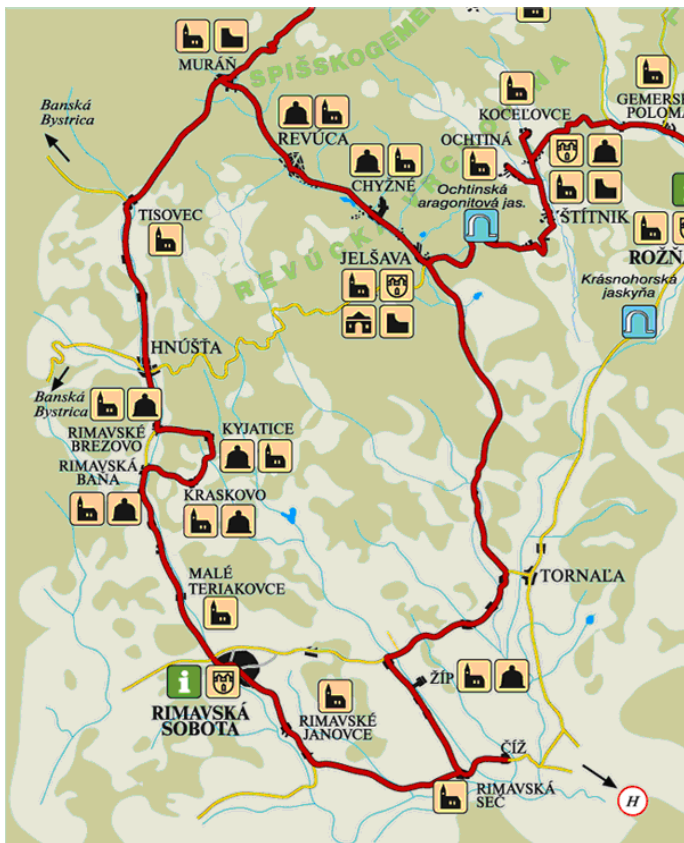 MURÁŇ
SPIŠSKOGEMER
Banská
Bystrica
REVÚCA
KOCEĽOVCE
GEMERS
POLOMA
OCHTINÁ
CHYŽNÉ
Ochtinská
aragonitová jas.
ŠTÍTNIK
TISOVEC
REVÚCKA
JELŠAVA
ROŽŇ
Krásnohorská
jaskyňa
HNÚŠŤA
Banská
Bystrica
RIMAVSKÉ
BREZOVO
KYJATICE
RIMAVSKÁ
BAŇA
KRASKOVO
MALÉ
TERIAKOVCE
TORNAĽA
i
ŽÍP
RIMAVSKÁ
SOBOTA
RIMAVSKÉ
JANOVCE
ČÍŽ
RIMAVSKÁ
SEČ
H